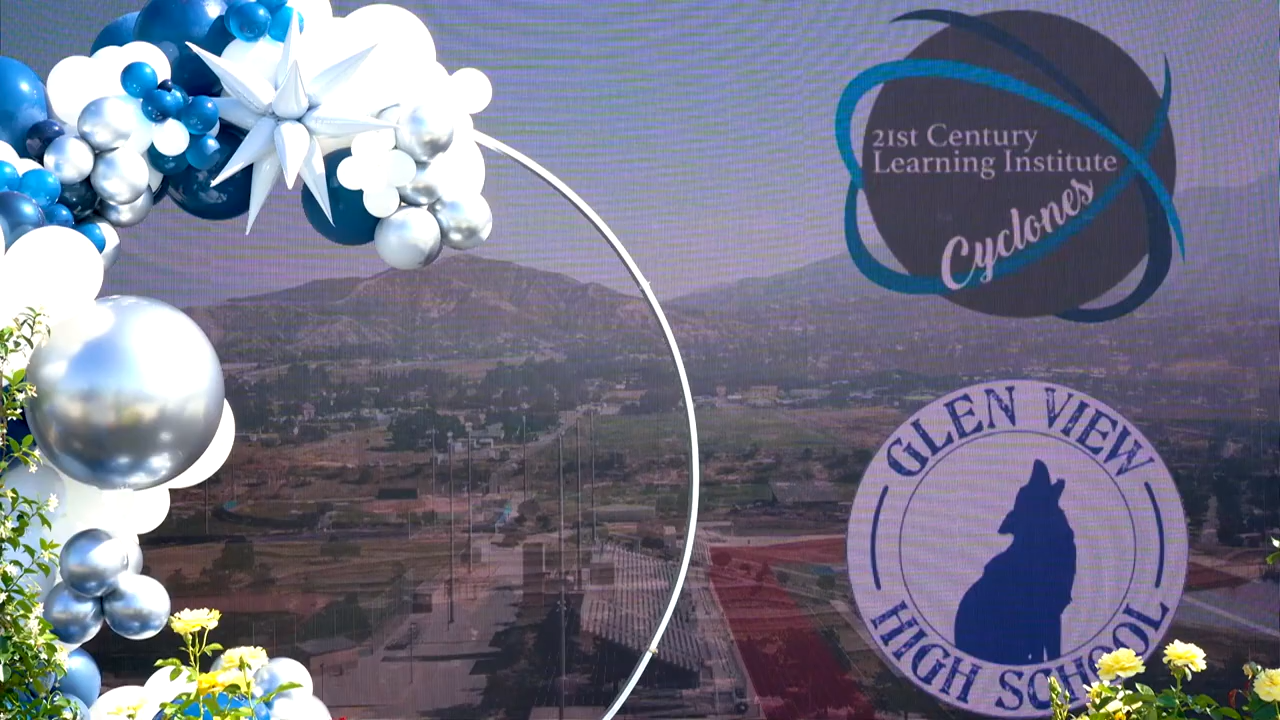 21st Century
Learning Institute
Cyclones
GLEN VIEW
HIGH SCHOOL